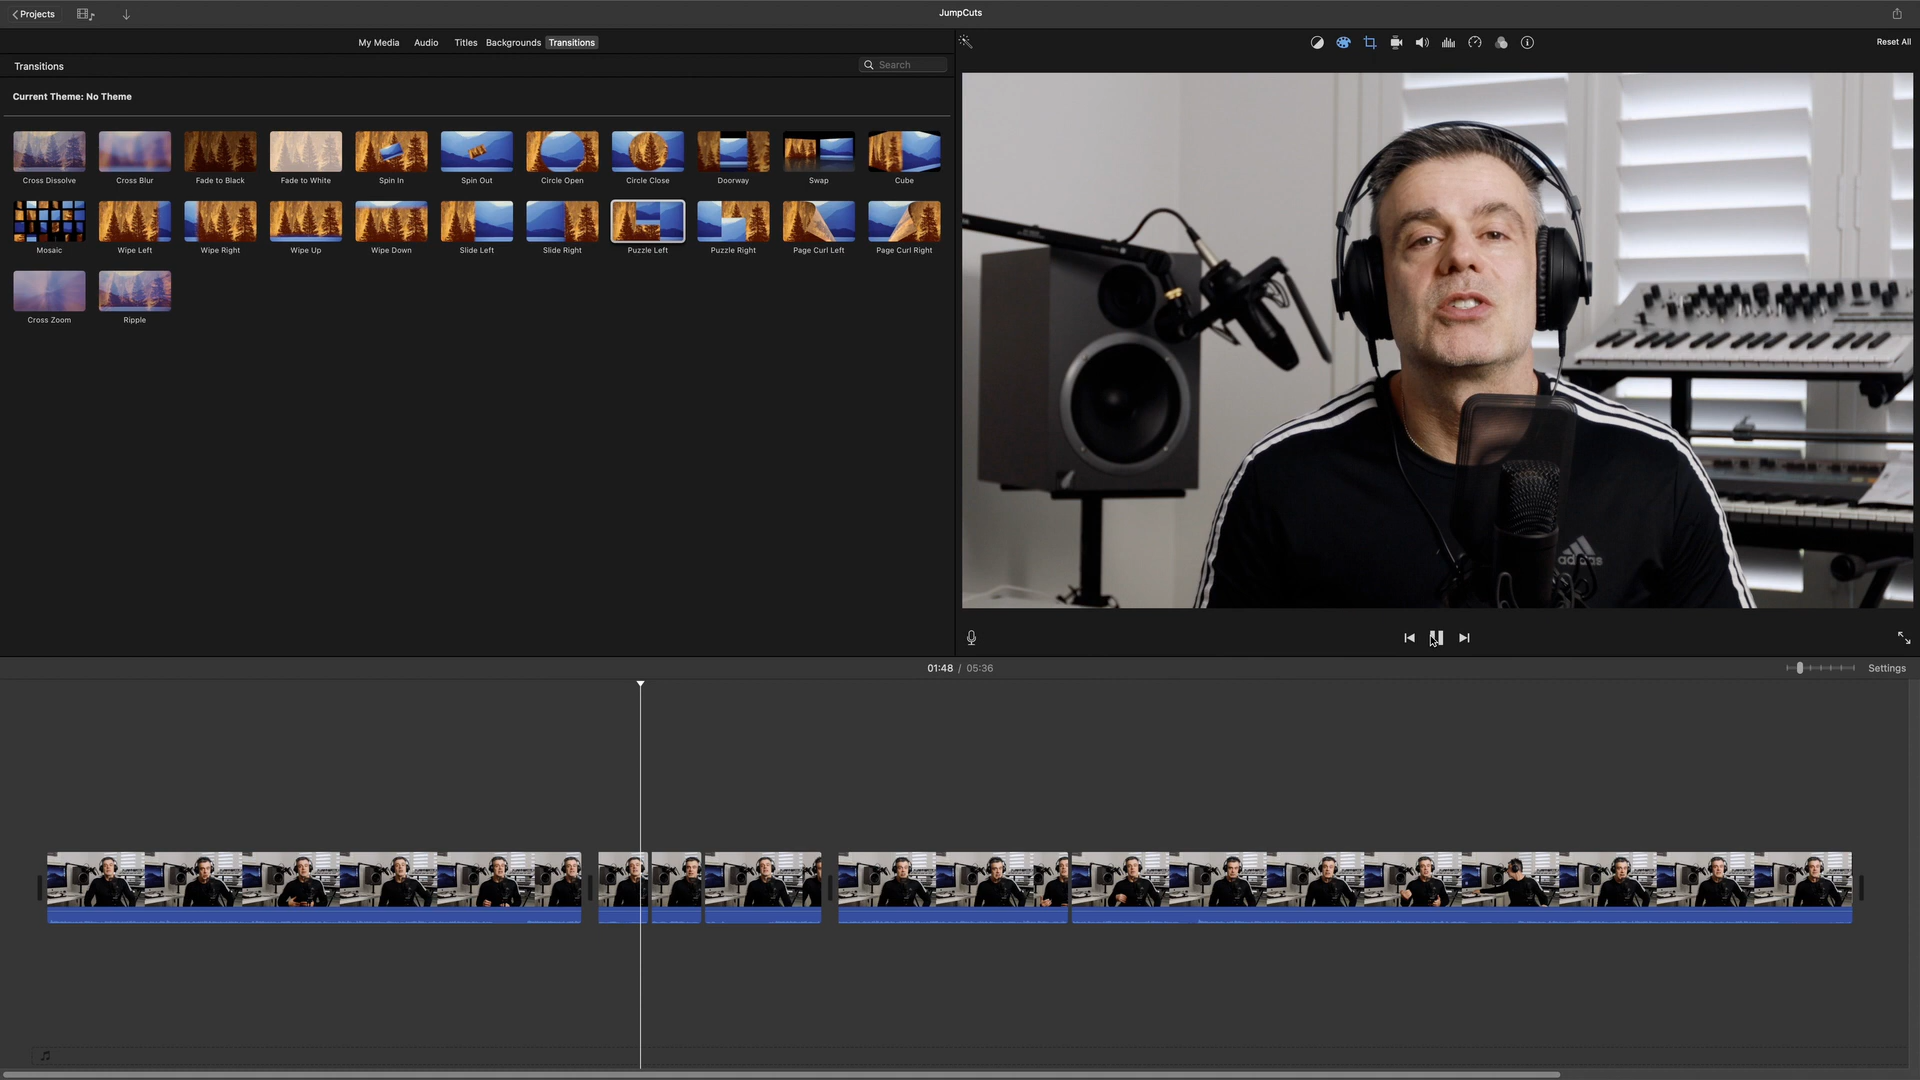 Projects
JumpCuts
My Media Audio Titles Backgrounds Transitions
Reset All
Transitions
Search
Current Theme: No Theme
Cross Dissolve Cross Blur Fade to Black Fade to White Spin In Spin Out Circle Open Circle Close Doorway Swap Cube
Mosaic Wipe Left Wipe Right Wipe Up Wipe Down Slide Left Slide Right Puzzle Left Puzzle Right Page Curl Left Page Curl Right
Cross Zoom Ripple
adidas
01:48 / 05:36
Settings